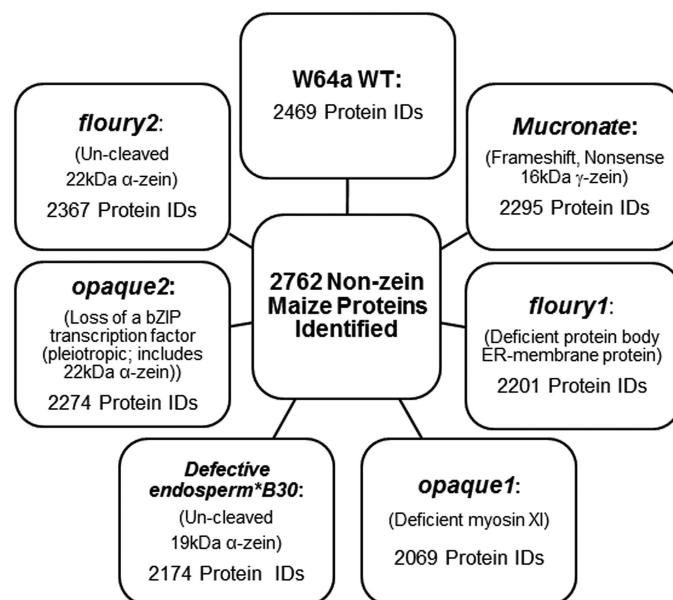 W64a WT:
2469 Protein IDs
floury2:
(Un-cleaved
22kDa α-zein)
2367 Protein IDs
Mucronate:
(Frameshift, Nonsense
16kDa γ-zein)
2295 Protein IDs
2762 Non-zein
Maize Proteins
Identified
opaque2:
(Loss of a bZIP
transcription factor
(pleiotropic; includes
22kDa α-zein))
2274 Protein IDs
floury1:
(Deficient protein body
ER-membrane protein)
2201 Protein IDs
Defective
endosperm*B30:
(Un-cleaved
19kDa α-zein)
2174 Protein IDs
opaque1:
(Deficient myosin XI)
2069 Protein IDs